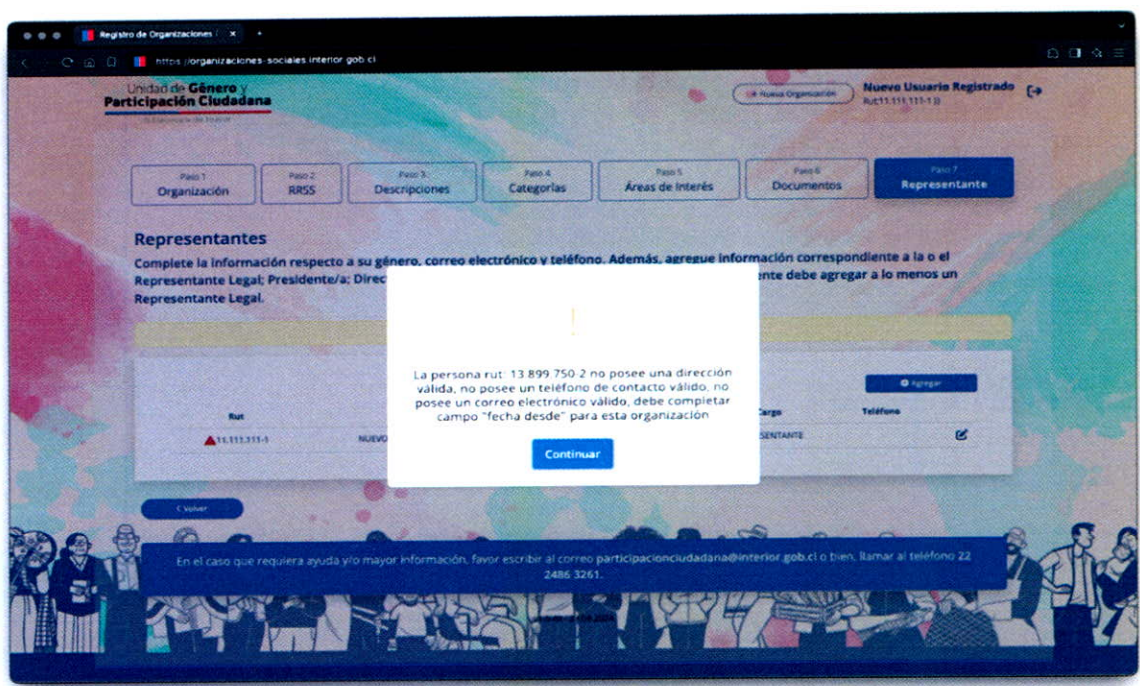 Registro de Organizaciones
https://organizaciones-sociales.interior.gob.cl
Unidad de Género y
Participación Ciudadana
Nueva Organización
Nuevo Usuario Registrado
Rut:11.111.111-1
Paso 1
Organización
Paso 2
RRSS
Paso 3
Descripciones
Paso 4
Categorías
Paso 5
Áreas de Interés
Paso 6
Documentos
Paso 7
Representante
Representantes
Complete la información respecto a su género, correo electrónico y teléfono. Además, agregue información correspondiente a la o el
Representante Legal; Presidente/a; Direc
nte debe agregar a lo menos un
Representante Legal.
La persona rut: 13.899.750-2 no posee una dirección
válida, no posee un teléfono de contacto válido, no
posee un correo electrónico válido, debe completar
campo "fecha desde" para esta organización
Continuar
Agregar
Rut
Cargo
Teléfono
11.111.111-1
NUEVO
SENTANTE
< Volver
En el caso que requiera ayuda y/o mayor información, favor escribir al correo participacionciudadana@interior.gob.cl o bien, llamar al teléfono 22
2486 3261.